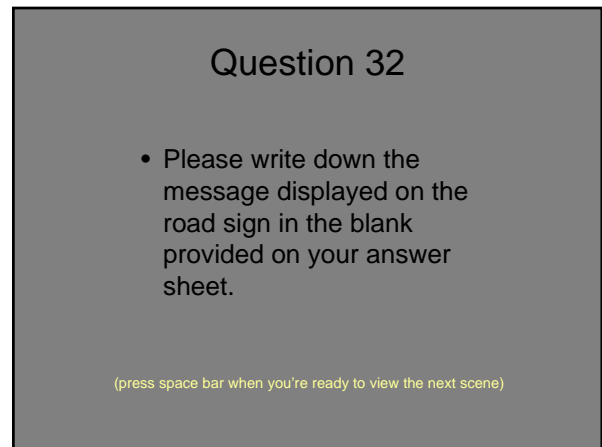 Question 32
• Please write down the
message displayed on the
road sign in the blank
provided on your answer
sheet.
(press space bar when you're ready to view the next scene)